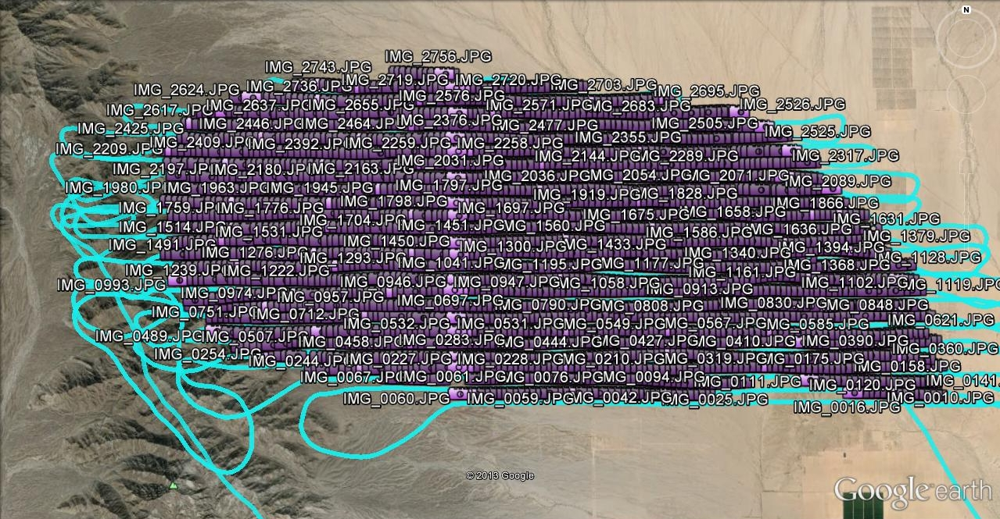 N
IMG_2756.JPG
IMG_2743.JPG
IMG_2719.JPG IMG_2720.JPG
IMG_2624.JPG IMG_2736.JPG IMG_2703.JPG IMG_2695.JPG
IMG_2576.JPG
IMG_2617.JPG IMG_2637.JPG IMG_2655.JPG IMG_2571.JPG IMG_2683.JPG IMG_2526.JPG
IMG_2425.JPG IMG_2446.JPG IMG_2464.JPG IMG_2376.JPG IMG_2477.JPG IMG_2505.JPG IMG_2525.JPG
IMG_2355.JPG
IMG_2209.JPG IMG_2409.JPG IMG_2392.JPG IMG_2259.JPG IMG_2258.JPG
IMG_2031.JPG IMG_2144.JPG IMG_2289.JPG IMG_2317.JPG
IMG_2197.JPG IMG_2180.JPG IMG_2163.JPG IMG_2036.JPG IMG_2054.JPG IMG_2071.JPG IMG_2089.JPG
IMG_1980.JPG IMG_1963.JPG IMG_1945.JPG IMG_1797.JPG IMG_1919.JPG IMG_1828.JPG
IMG_1759.JPG IMG_1776.JPG IMG_1798.JPG IMG_1697.JPG IMG_1675.JPG IMG_1658.JPG IMG_1866.JPG
IMG_1514.JPG IMG_1531.JPG IMG_1704.JPG IMG_1451.JPG IMG_1560.JPG IMG_1586.JPG IMG_1636.JPG IMG_1631.JPG
IMG_1491.JPG IMG_1276.JPG IMG_1450.JPG IMG_1300.JPG IMG_1433.JPG IMG_1340.JPG IMG_1394.JPG IMG_1379.JPG
IMG_1239.JPG IMG_1222.JPG IMG_1293.JPG IMG_1041.JPG IMG_1195.JPG IMG_1177.JPG IMG_1161.JPG IMG_1368.JPG IMG_1128.JPG
IMG_0993.JPG IMG_0974.JPG IMG_0957.JPG IMG_0946.JPG IMG_0947.JPG IMG_1058.JPG IMG_0913.JPG IMG_1102.JPG IMG_1119.JPG
IMG_0751.JPG IMG_0712.JPG IMG_0697.JPG IMG_0790.JPG IMG_0808.JPG IMG_0830.JPG IMG_0848.JPG
IMG_0532.JPG IMG_0531.JPG IMG_0549.JPG IMG_0567.JPG IMG_0585.JPG IMG_0621.JPG
IMG_0489.JPG IMG_0507.JPG IMG_0458.JPG IMG_0283.JPG IMG_0444.JPG IMG_0427.JPG IMG_0410.JPG IMG_0390.JPG IMG_0360.JPG
IMG_0254.JPG IMG_0244.JPG IMG_0227.JPG IMG_0228.JPG IMG_0210.JPG IMG_0319.JPG IMG_0175.JPG IMG_0158.JPG
IMG_0067.JPG IMG_0061.JPG IMG_0076.JPG IMG_0094.JPG IMG_0111.JPG IMG_0120.JPG IMG_0141.
IMG_0060.JPG IMG_0059.JPG IMG_0042.JPG IMG_0025.JPG IMG_0016.JPG IMG_0010.JPG
© 2013 Google
Google earth